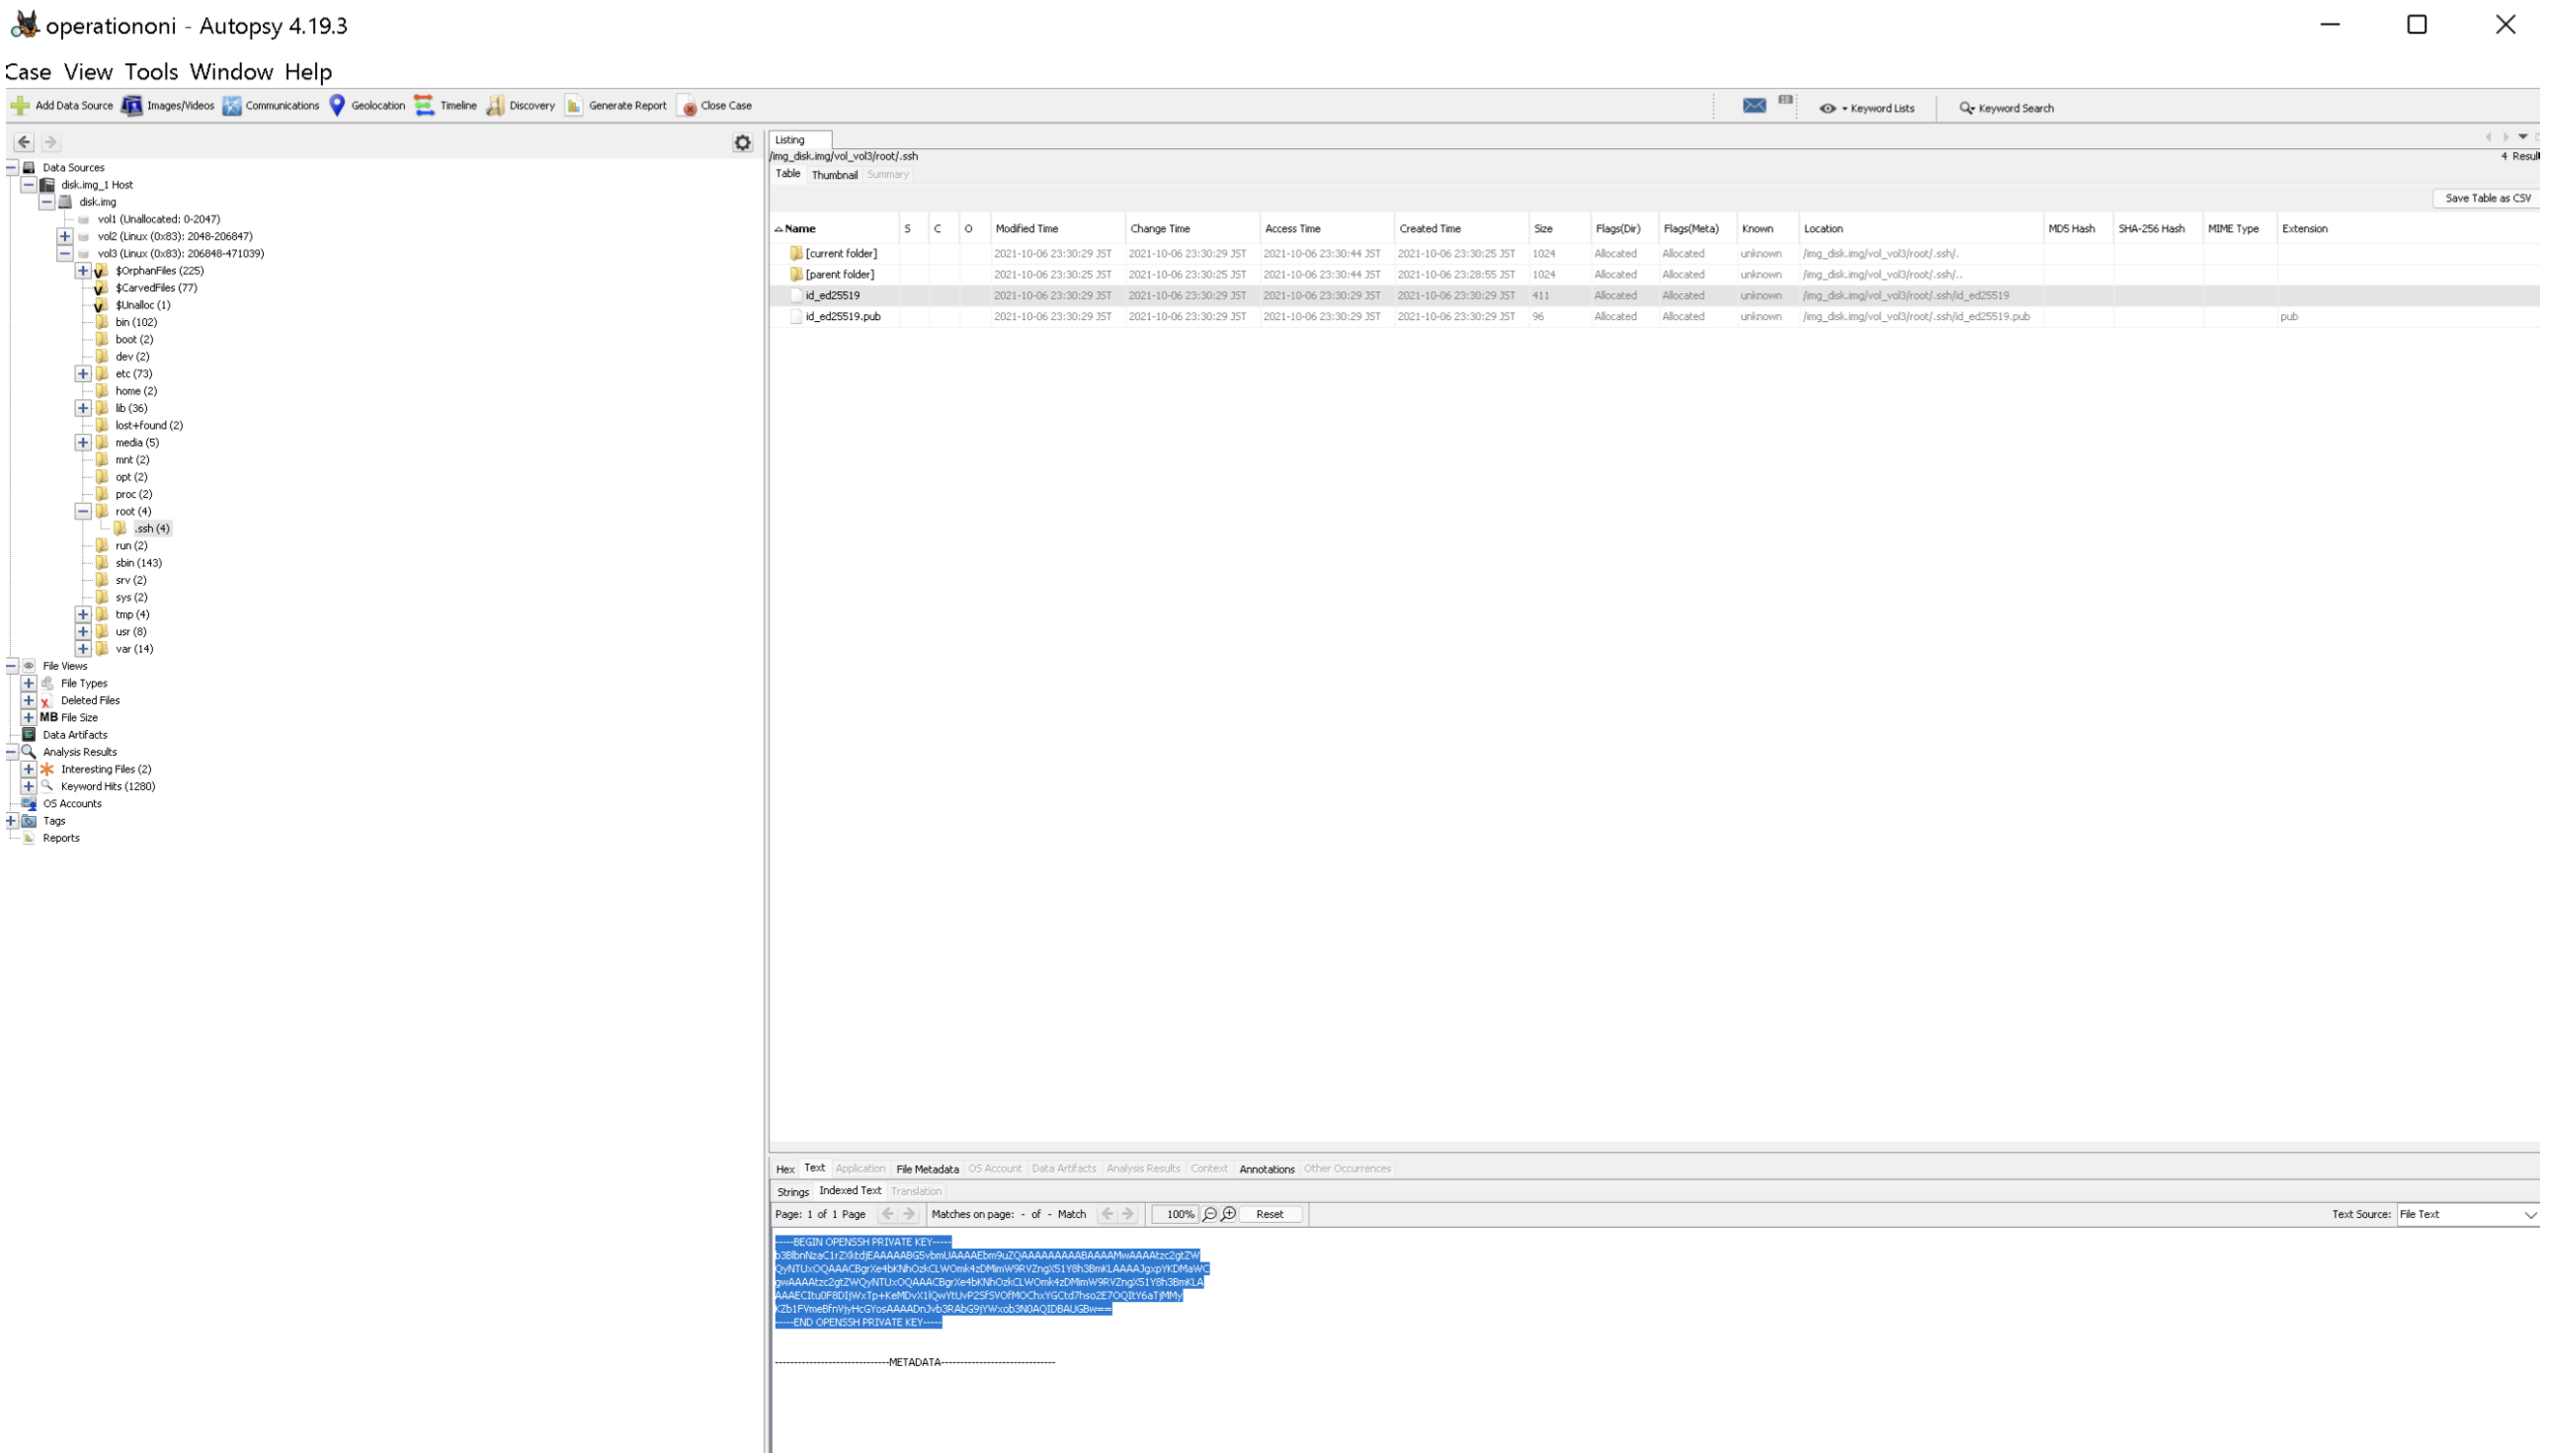 operationoni - Autopsy 4.19.3
Case View Tools Window Help
Add Data Source Images/Videos Communications Geolocation Timeline Discovery Generate Report Close Case
10 Keyword Lists Keyword Search
Data Sources
disk.img_1 Host
disk.img
vol1 (Unallocated: 0-2047)
vol2 (Linux (0x83): 2048-206847)
vol3 (Linux (0x83): 206848-471039)
$OrphanFiles (225)
$CarvedFiles (77)
$Unalloc (1)
bin (102)
boot (2)
dev (2)
etc (73)
home (2)
lib (36)
lost+found (2)
media (5)
mnt (2)
opt (2)
proc (2)
root (4)
.ssh (4)
run (2)
sbin (143)
srv (2)
sys (2)
tmp (4)
usr (8)
var (14)
File Views
File Types
Deleted Files
MB File Size
Data Artifacts
Analysis Results
Interesting Files (2)
Keyword Hits (1280)
OS Accounts
Tags
Reports
Listing
/img_disk.img/vol_vol3/root/.ssh
4
Table Thumbnail Summary
Save Table as CSV
Name S C O Modified Time Change Time Access Time Created Time Size Flags(Dir) Flags(Meta) Known Location MD5 Hash SHA-256 Hash MIME Type Extension
[current folder] 2021-10-06 23:30:29 JST 2021-10-06 23:30:29 JST 2021-10-06 23:30:44 JST 2021-10-06 23:30:25 JST 1024 Allocated Allocated unknown /img_disk.img/vol_vol3/root/.ssh/.
[parent folder] 2021-10-06 23:30:25 JST 2021-10-06 23:30:25 JST 2021-10-06 23:30:44 JST 2021-10-06 23:28:55 JST 1024 Allocated Allocated unknown /img_disk.img/vol_vol3/root/.ssh/..
id_ed25519 2021-10-06 23:30:29 JST 2021-10-06 23:30:29 JST 2021-10-06 23:30:29 JST 2021-10-06 23:30:29 JST 411 Allocated Allocated unknown /img_disk.img/vol_vol3/root/.ssh/id_ed25519
id_ed25519.pub 2021-10-06 23:30:29 JST 2021-10-06 23:30:29 JST 2021-10-06 23:30:29 JST 2021-10-06 23:30:29 JST 96 Allocated Allocated unknown /img_disk.img/vol_vol3/root/.ssh/id_ed25519.pub pub
Hex Text Application File Metadata OS Account Data Artifacts Analysis Results Context Annotations Other Occurrences
Strings Indexed Text Translation
Page: 1 of 1 Page Matches on page: - of - Match 100% Reset Text Source: File Text
-----BEGIN OPENSSH PRIVATE KEY-----
-----END OPENSSH PRIVATE KEY-----
------------------------------METADATA------------------------------